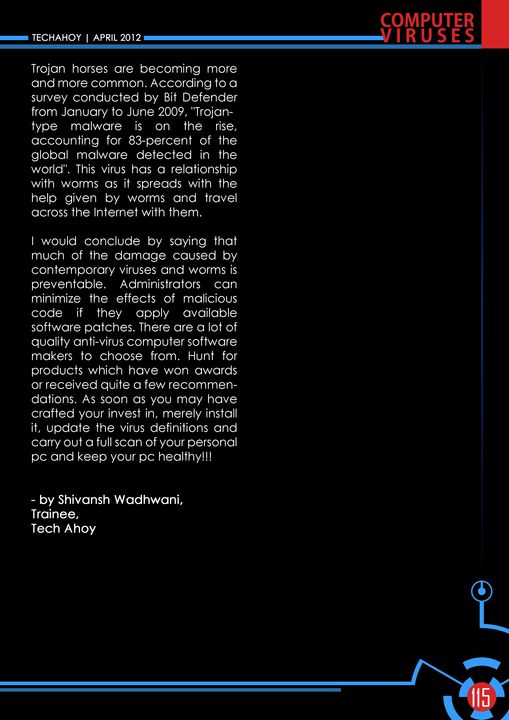 TECHAHOY | APRIL 2012
COMPUTER
VIRUSES
Trojan horses are becoming more
and more common. According to a
survey conducted by Bit Defender
from January to June 2009, "Trojan-
type malware is on the rise,
accounting for 83-percent of the
global malware detected in the
world". This virus has a relationship
with worms as it spreads with the
help given by worms and travel
across the Internet with them.
I would conclude by saying that
much of the damage caused by
contemporary viruses and worms is
preventable. Administrators can
minimize the effects of malicious
code if they apply available
software patches. There are a lot of
quality anti-virus computer software
makers to choose from. Hunt for
products which have won awards
or received quite a few recommen-
dations. As soon as you may have
crafted your invest in, merely install
it, update the virus definitions and
carry out a full scan of your personal
pc and keep your pc healthy!!!
- by Shivansh Wadhwani,
Trainee,
Tech Ahoy
115